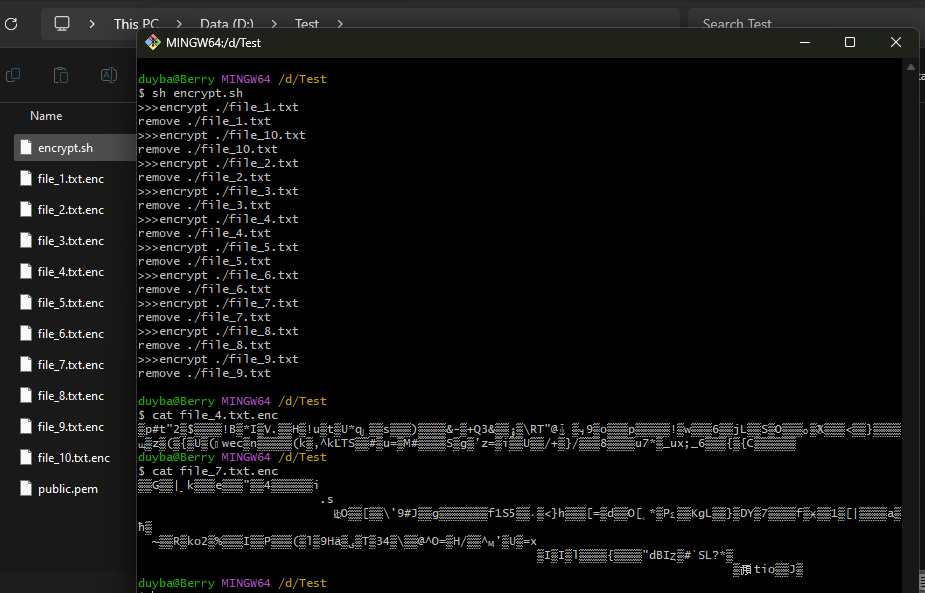 This PC > Data (D:) > Test >
Search Test
MINGW64:/d/Test
Name
encrypt.sh
file_1.txt.enc
file_2.txt.enc
file_3.txt.enc
file_4.txt.enc
file_5.txt.enc
file_6.txt.enc
file_7.txt.enc
file_8.txt.enc
file_9.txt.enc
file_10.txt.enc
public.pem
duyba@Berry MINGW64 /d/Test
$ sh encrypt.sh
>>>encrypt ./file_1.txt
remove ./file_1.txt
>>>encrypt ./file_10.txt
remove ./file_10.txt
>>>encrypt ./file_2.txt
remove ./file_2.txt
>>>encrypt ./file_3.txt
remove ./file_3.txt
>>>encrypt ./file_4.txt
remove ./file_4.txt
>>>encrypt ./file_5.txt
remove ./file_5.txt
>>>encrypt ./file_6.txt
remove ./file_6.txt
>>>encrypt ./file_7.txt
remove ./file_7.txt
>>>encrypt ./file_8.txt
remove ./file_8.txt
>>>encrypt ./file_9.txt
remove ./file_9.txt
duyba@Berry MINGW64 /d/Test
$ cat file_4.txt.enc
duyba@Berry MINGW64 /d/Test
$ cat file_7.txt.enc
duyba@Berry MINGW64 /d/Test